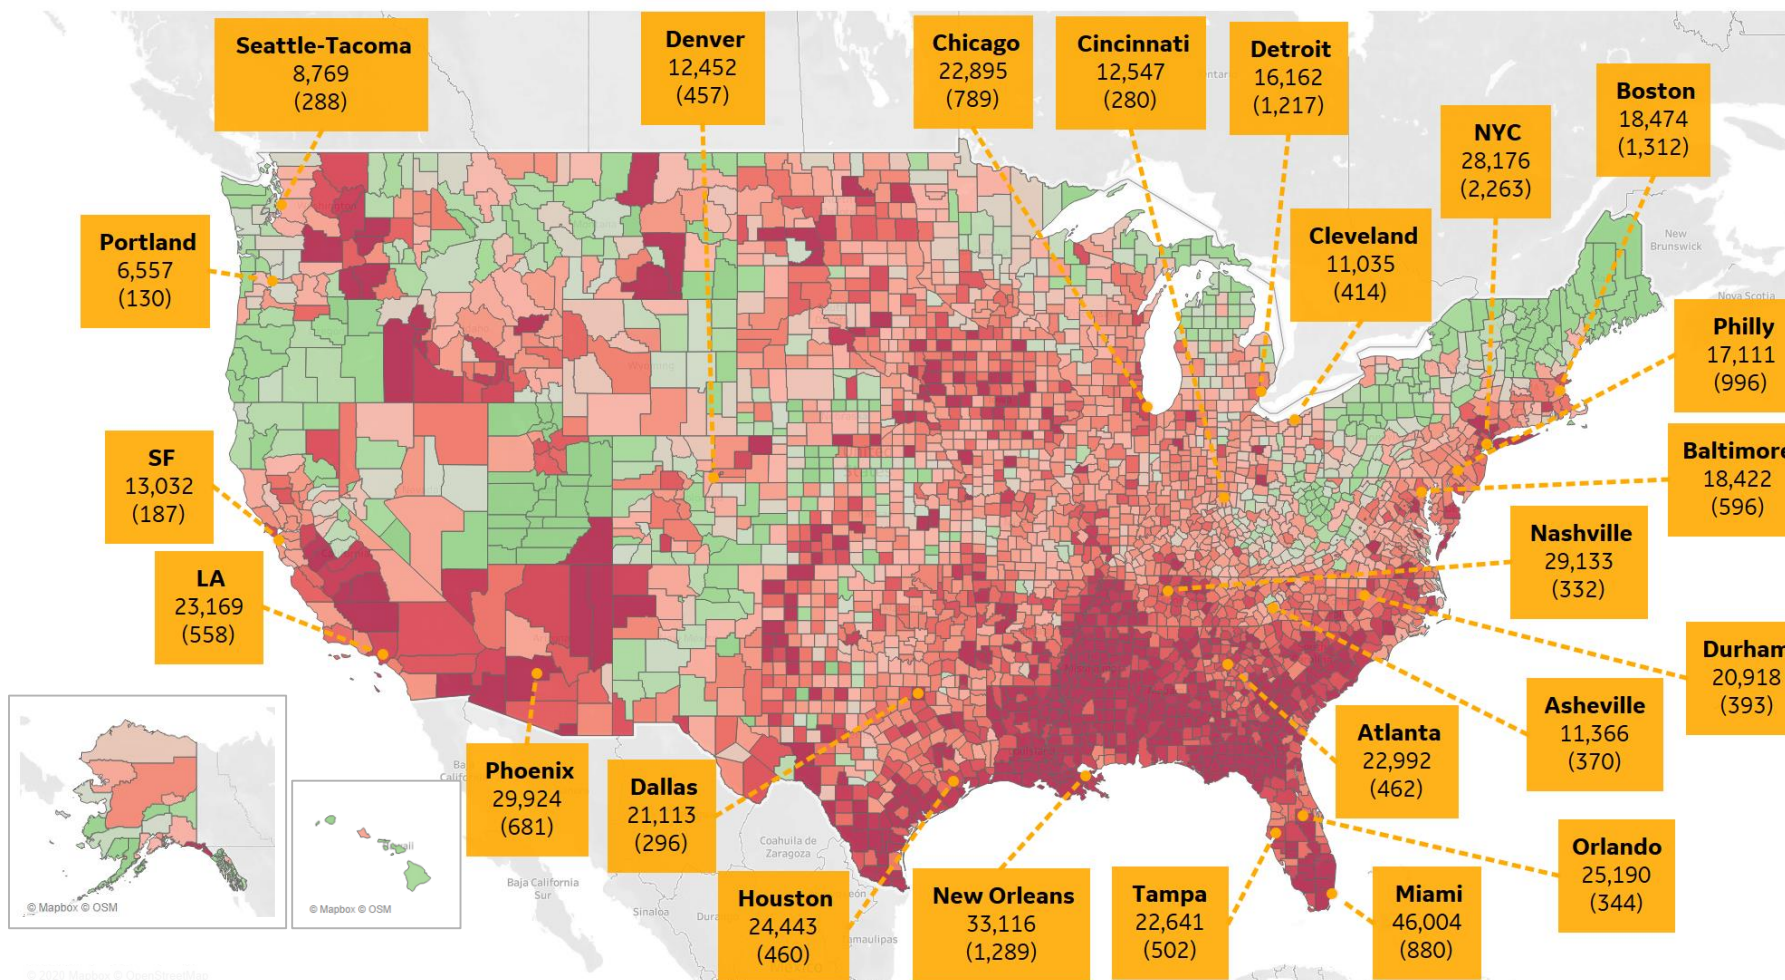 Seattle-Tacoma
8,769
(288)
Denver
12,452
(457)
Chicago
22,895
(789)
Cincinnati
12,547
(280)
Detroit
16,162
(1,217)
Boston
18,474
(1,312)
NYC
28,176
(2,263)
Portland
6,557
(130)
Cleveland
11,035
(414)
New
Brunswick
Nova Scotia
Philly
17,111
(996)
SF
13,032
(187)
Baltimore
18,422
(596)
LA
23,169
(558)
Nashville
29,133
(332)
Durham
20,918
(393)
Asheville
11,366
(370)
Atlanta
22,992
(462)
Phoenix
29,924
(681)
Dallas
21,113
(296)
Houston
24,443
(460)
New Orleans
33,116
(1,289)
Tampa
22,641
(502)
Miami
46,004
(880)
Orlando
25,190
(344)
Coahuila de
Zaragoza
Baja California
Sur
Sinaloa
Tamaulipas
© Mapbox © OSM
© Mapbox © OSM
© 2020 Mapbox © OpenStreetMap